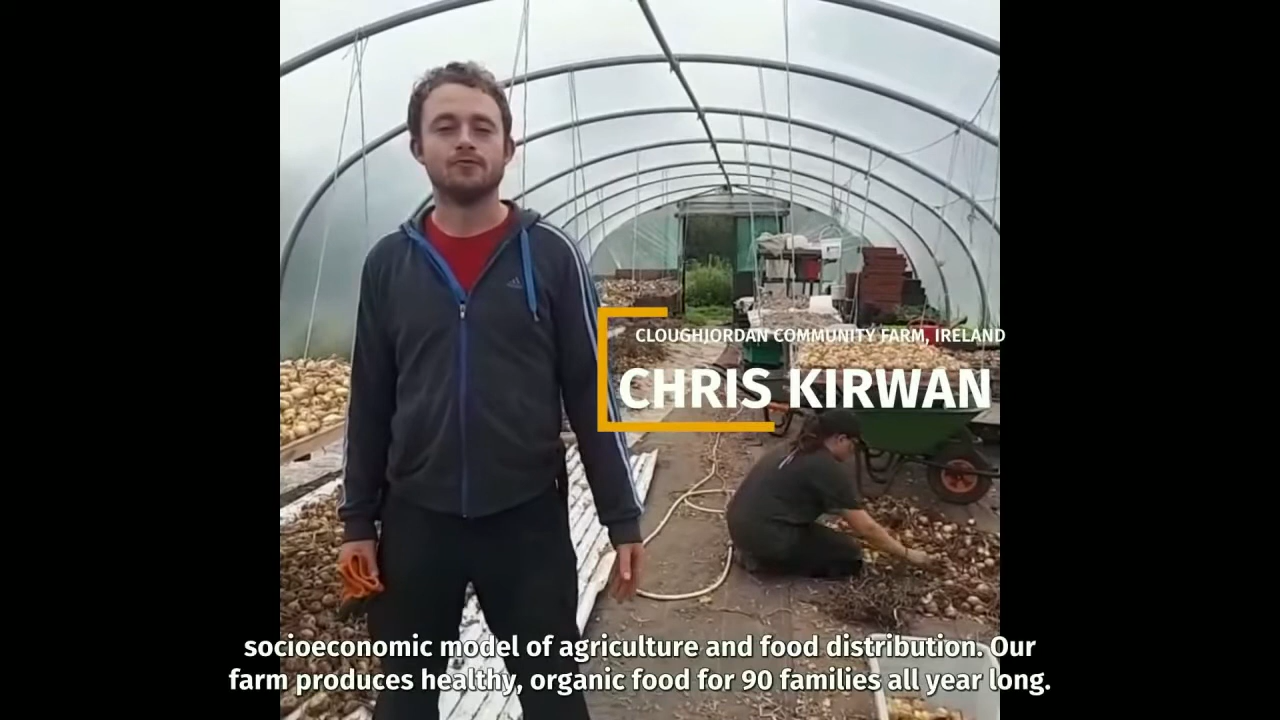 CLOUGHJORDAN COMMUNITY FARM, IRELAND
CHRIS KIRWAN
socioeconomic model of agriculture and food distribution. Our
farm produces healthy, organic food for 90 families all year long.